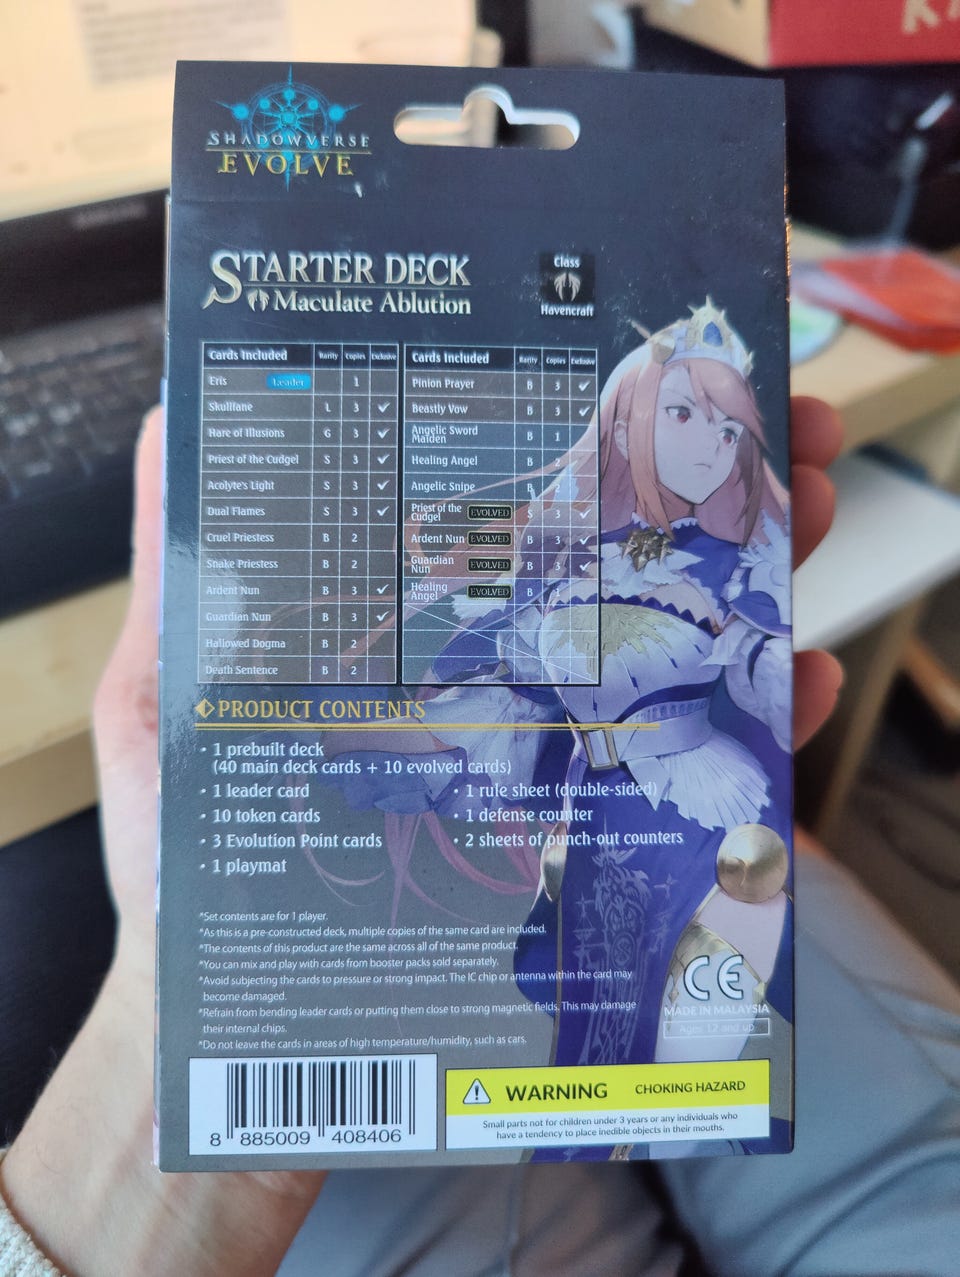 SHADOWVERSE
EVOLVE
STARTER DECK
Maculate Ablution
Class
Havencraft
Cards Included Rarity Copies Exclusive
Eris Leader 1
Skullfane L 3 ✓
Hare of Illusions G 3 ✓
Priest of the Cudgel S 3 ✓
Acolyte's Light S 3 ✓
Dual Flames S 3 ✓
Cruel Priestess B 2
Snake Priestess B 2
Ardent Nun B 3 ✓
Guardian Nun B 3 ✓
Hallowed Dogma B 2
Death Sentence B 2
Cards Included Rarity Copies Exclusive
Pinion Prayer B 3 ✓
Beastly Vow B 3 ✓
Angelic Sword
Maiden B 1
Healing Angel B 2
Angelic Snipe B 2
Priest of the
Cudgel EVOLVED S 3 ✓
Ardent Nun EVOLVED B 3 ✓
Guardian
Nun EVOLVED B 3 ✓
Healing
Angel EVOLVED B 1
PRODUCT CONTENTS
• 1 prebuilt deck
(40 main deck cards + 10 evolved cards)
• 1 leader card
• 10 token cards
• 3 Evolution Point cards
• 1 playmat
• 1 rule sheet (double-sided)
• 1 defense counter
• 2 sheets of punch-out counters
*Set contents are for 1 player.
*As this is a pre-constructed deck, multiple copies of the same card are included.
*The contents of this product are the same across all of the same product.
*You can mix and play with cards from booster packs sold separately.
*Avoid subjecting the cards to pressure or strong impact. The IC chip or antenna within the card may
become damaged.
*Refrain from bending leader cards or putting them close to strong magnetic fields. This may damage
their internal chips.
*Do not leave the cards in areas of high temperature/humidity, such as cars.
CE
MADE IN MALAYSIA
Ages 12 and up
8 885009 408406
WARNING CHOKING HAZARD
Small parts not for children under 3 years or any individuals who
have a tendency to place inedible objects in their mouths.